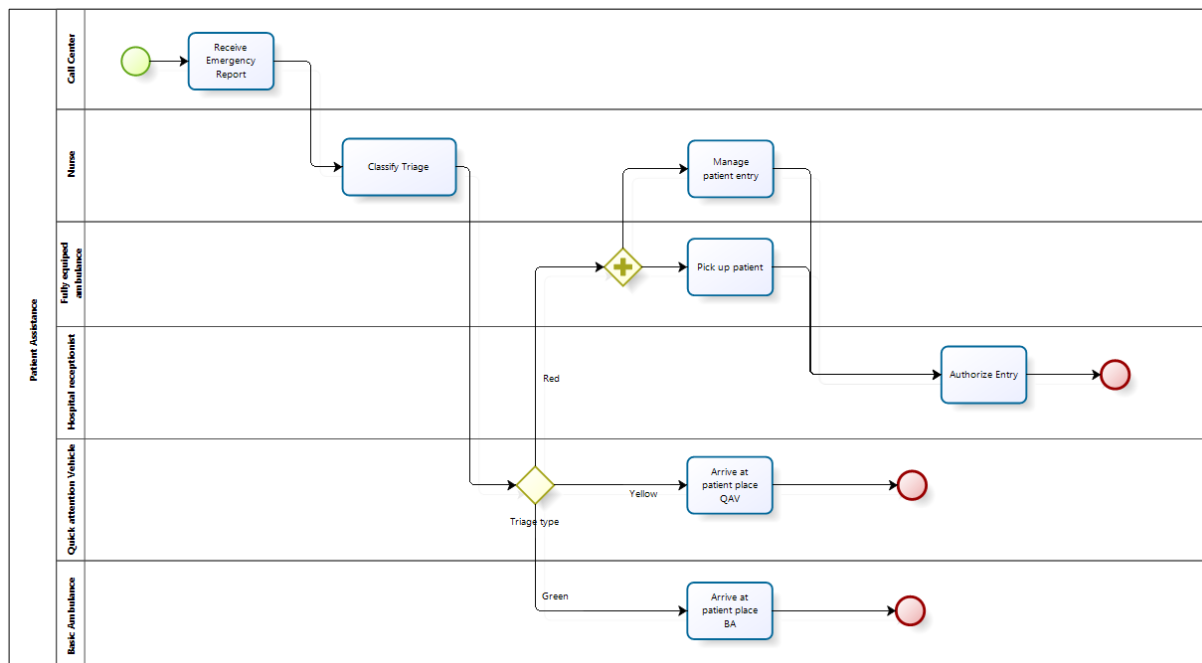 Patient Assistance
Call Center
Receive
Emergency
Report
Nurse
Classify Triage
Manage
patient entry
Fully equiped
ambulance
Pick up patient
Hospital receptionist
Red
Authorize Entry
Quick attention Vehicle
Triage type
Yellow
Arrive at
patient place
QAV
Basic Ambulance
Green
Arrive at
patient place
BA